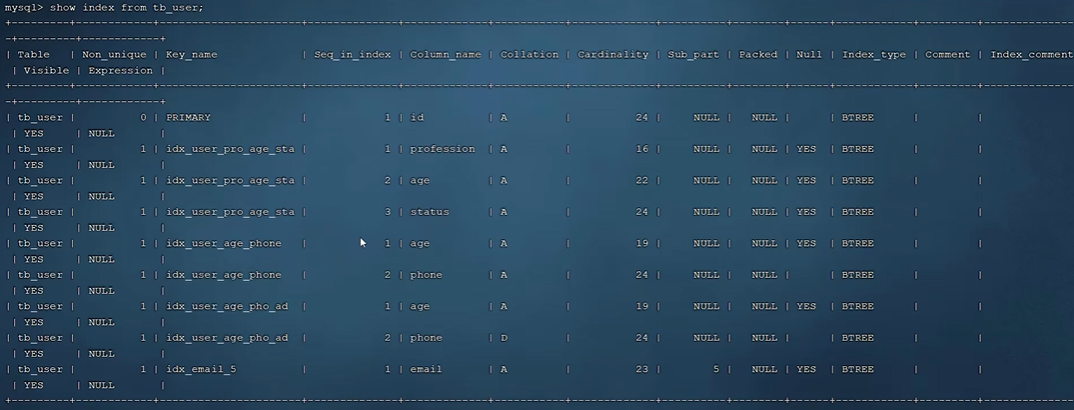 mysql> show index from tb_user;
+---------+------------+----------------------+--------------+-------------+-----------+-------------+----------+--------+------+------------+---------+--------------
-+---------+------------+
| Table | Non_unique | Key_name | Seq_in_index | Column_name | Collation | Cardinality | Sub_part | Packed | Null | Index_type | Comment | Index_comment
| Visible | Expression |
+---------+------------+----------------------+--------------+-------------+-----------+-------------+----------+--------+------+------------+---------+--------------
-+---------+------------+
| tb_user | 0 | PRIMARY | 1 | id | A | 24 | NULL | NULL | | BTREE | |
| YES | NULL |
| tb_user | 1 | idx_user_pro_age_sta | 1 | profession | A | 16 | NULL | NULL | YES | BTREE | |
| YES | NULL |
| tb_user | 1 | idx_user_pro_age_sta | 2 | age | A | 22 | NULL | NULL | YES | BTREE | |
| YES | NULL |
| tb_user | 1 | idx_user_pro_age_sta | 3 | status | A | 24 | NULL | NULL | YES | BTREE | |
| YES | NULL |
| tb_user | 1 | idx_user_age_phone | 1 | age | A | 19 | NULL | NULL | YES | BTREE | |
| YES | NULL |
| tb_user | 1 | idx_user_age_phone | 2 | phone | A | 24 | NULL | NULL | | BTREE | |
| YES | NULL |
| tb_user | 1 | idx_user_age_pho_ad | 1 | age | A | 19 | NULL | NULL | YES | BTREE | |
| YES | NULL |
| tb_user | 1 | idx_user_age_pho_ad | 2 | phone | D | 24 | NULL | NULL | | BTREE | |
| YES | NULL |
| tb_user | 1 | idx_email_5 | 1 | email | A | 23 | 5 | NULL | YES | BTREE | |
| YES | NULL |
+---------+------------+----------------------+--------------+-------------+-----------+-------------+----------+--------+------+------------+---------+--------------